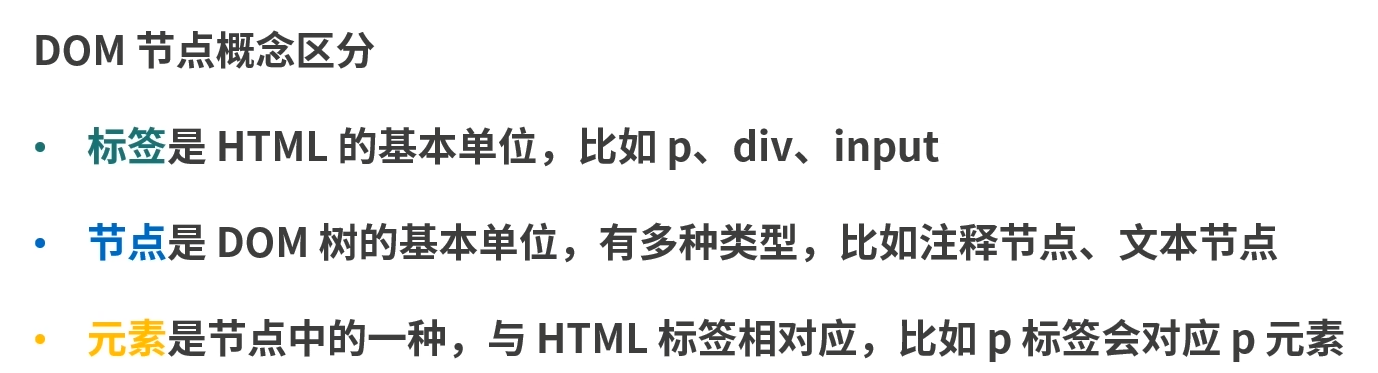 DOM 节点概念区分
• 标签是 HTML 的基本单位，比如 p、div、input
• 节点是 DOM 树的基本单位，有多种类型，比如注释节点、文本节点
• 元素是节点中的一种，与 HTML 标签相对应，比如 p 标签会对应 p 元素